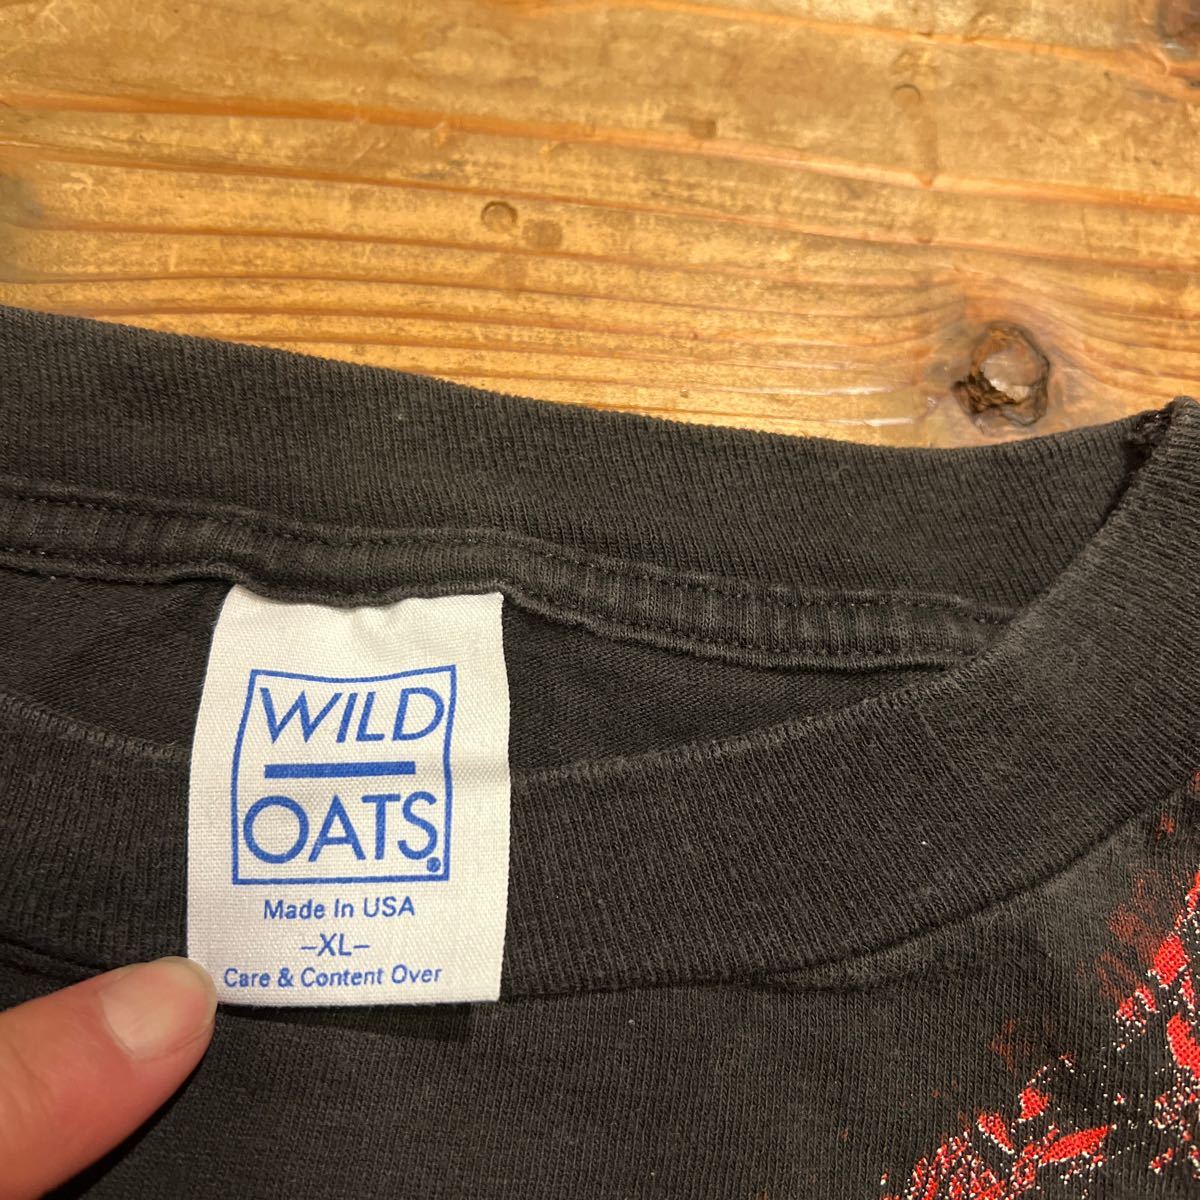 WILD
OATS®
Made In USA
–XL–
Care & Content Over